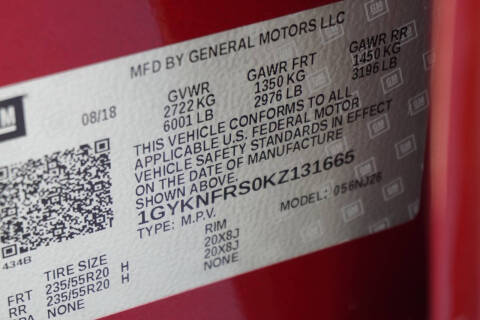 MFD BY GENERAL MOTORS LLC
GM
08/18
GVWR GAWR FRT GAWR RR
2722 KG 1350 KG 1450 KG
6001 LB 2976 LB 3196 LB
THIS VEHICLE CONFORMS TO ALL
APPLICABLE U.S. FEDERAL MOTOR
VEHICLE SAFETY STANDARDS IN EFFECT
ON THE DATE OF MANUFACTURE
SHOWN ABOVE.
1GYKNFRS0KZ131665
TYPE: M.P.V. MODEL: 056NJ26
434B
TIRE SIZE RIM
FRT 235/55R20 H 20X8J
RR 235/55R20 H 20X8J
SPA NONE NONE